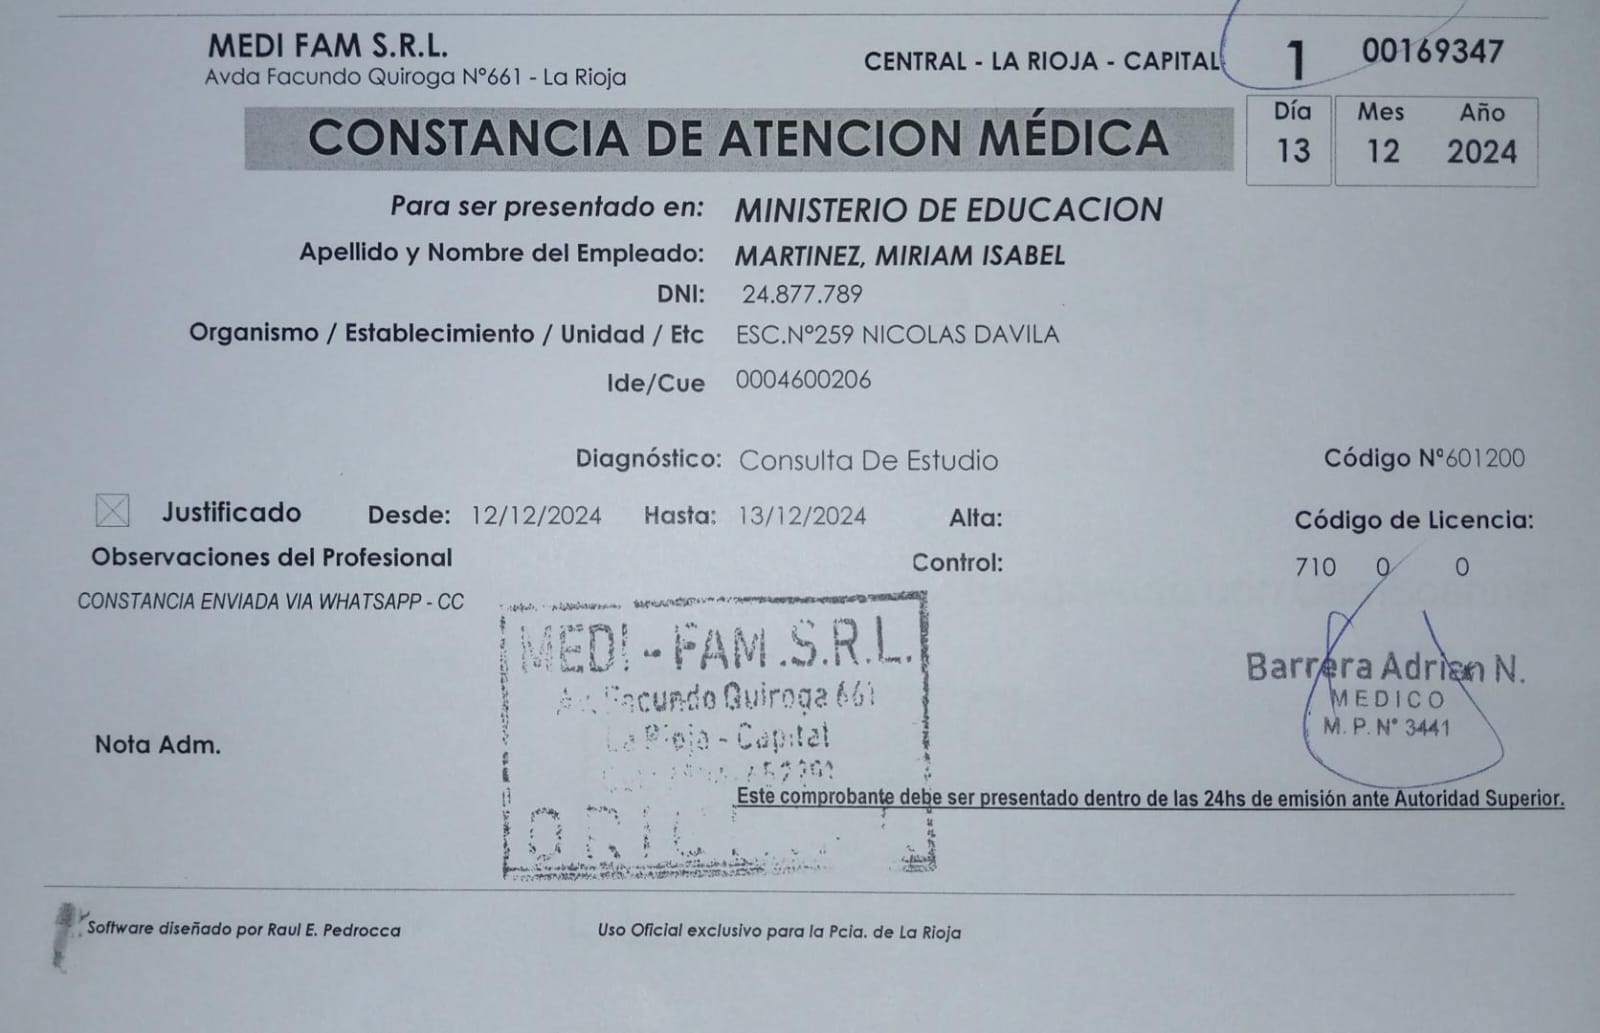 MEDI FAM S.R.L.
Avda Facundo Quiroga Nº661 - La Rioja
CENTRAL - LA RIOJA - CAPITAL 1 00169347
CONSTANCIA DE ATENCION MÉDICA
Día Mes Año
13 12 2024
Para ser presentado en: MINISTERIO DE EDUCACION
Apellido y Nombre del Empleado: MARTINEZ, MIRIAM ISABEL
DNI: 24.877.789
Organismo / Establecimiento / Unidad / Etc ESC.Nº259 NICOLAS DAVILA
Ide/Cue 0004600206
Diagnóstico: Consulta De Estudio Código Nº601200
Justificado Desde: 12/12/2024 Hasta: 13/12/2024 Alta: Código de Licencia:
Observaciones del Profesional Control: 710 0 0
CONSTANCIA ENVIADA VIA WHATSAPP - CC
MEDI - FAM.S.R.L.
Facundo Quiroga 661
La Rioja - Capital
Barrera Adrian N.
MEDICO
M. P. N° 3441
Nota Adm.
Este comprobante debe ser presentado dentro de las 24hs de emisión ante Autoridad Superior.
Software diseñado por Raul E. Pedrocca Uso Oficial exclusivo para la Pcia. de La Rioja